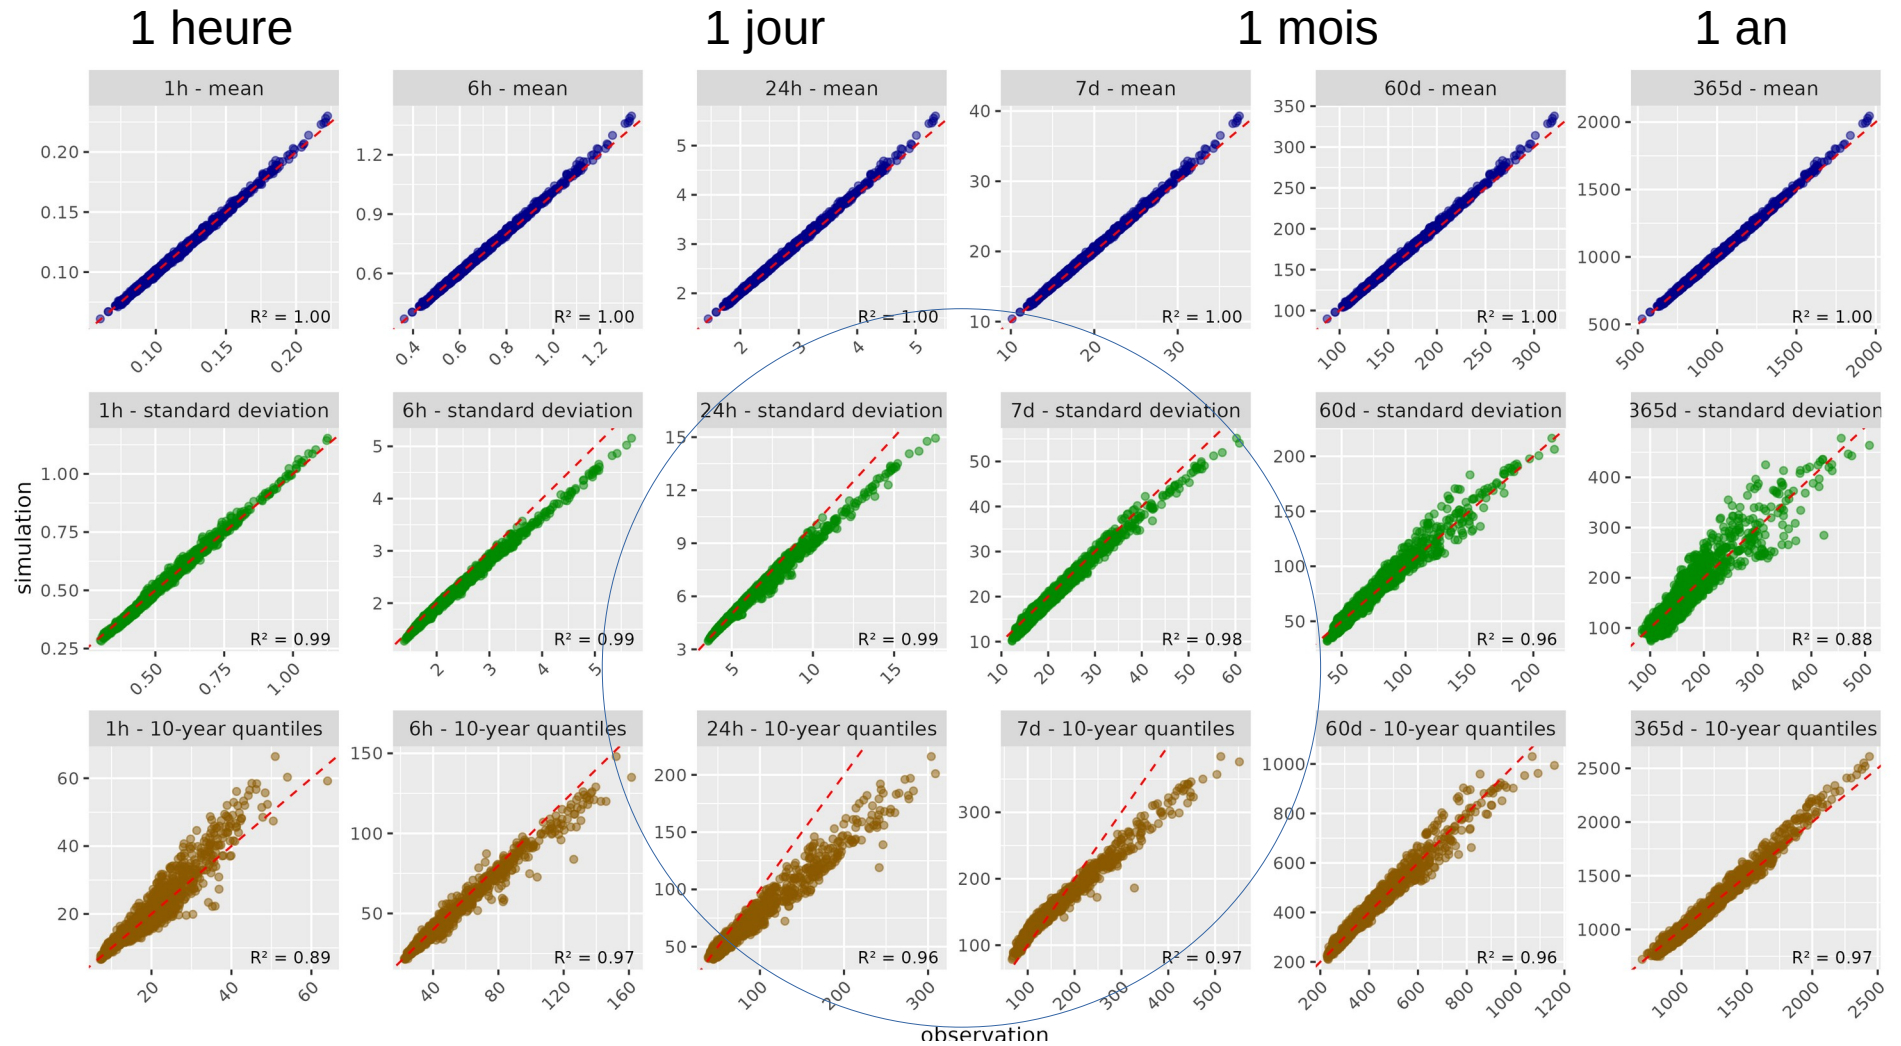 1 heure 1 jour 1 mois 1 an
1h - mean 6h - mean 24h - mean 7d - mean 60d - mean 365d - mean
0.20 0.15 0.10
R² = 1.00
0.10 0.15 0.20
1.2 0.9 0.6
R² = 1.00
0.4 0.6 0.8 1.0 1.2
5 4 3 2
R² = 1.00
2 3 4 5
40 30 20 10
R² = 1.00
10 20 30
350 300 250 200 150 100
R² = 1.00
100 150 200 250 300
2000 1500 1000 500
R² = 1.00
500 1000 1500 2000
simulation
1h - standard deviation 6h - standard deviation 24h - standard deviation 7d - standard deviation 60d - standard deviation 365d - standard deviation
1.00 0.75 0.50 0.25
R² = 0.99
0.50 0.75 1.00
5 4 3 2
R² = 0.99
2 3 4 5
15 12 9 6 3
R² = 0.99
5 10 15
50 40 30 20 10
R² = 0.98
10 20 30 40 50 60
200 150 100 50
R² = 0.96
50 100 150 200
400 300 200 100
R² = 0.88
100 200 300 400 500
1h - 10-year quantiles 6h - 10-year quantiles 24h - 10-year quantiles 7d - 10-year quantiles 60d - 10-year quantiles 365d - 10-year quantiles
60 40 20
R² = 0.89
20 40 60
150 100 50
R² = 0.97
40 80 120 160
200 150 100 50
R² = 0.96
100 200 300
300 200 100
R² = 0.97
100 200 300 400 500
1000 800 600 400 200
R² = 0.96
200 400 600 800 1000 1200
2500 2000 1500 1000
R² = 0.97
1000 1500 2000 2500
observation